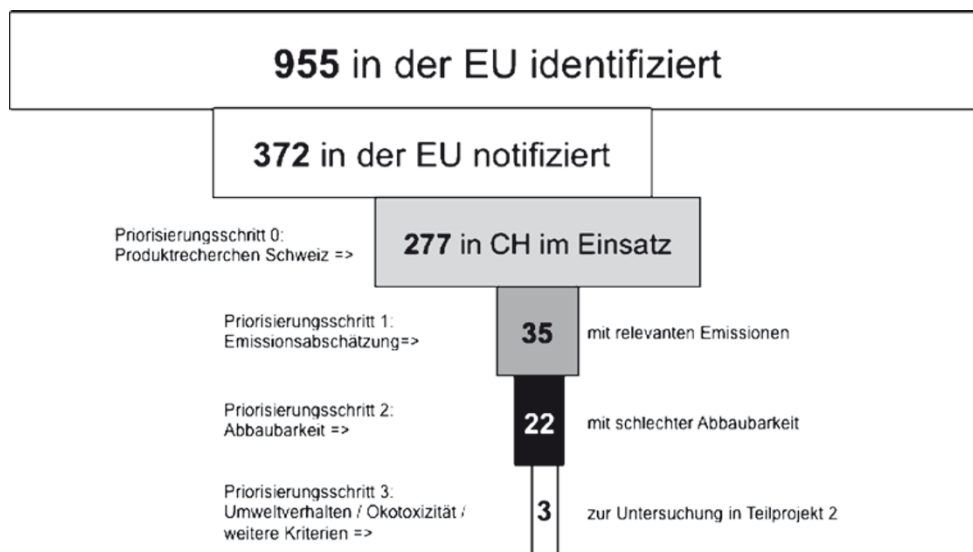 955 in der EU identifiziert
372 in der EU notifiziert
Priorisierungsschritt 0:
Produktrecherchen Schweiz =>
277 in CH im Einsatz
Priorisierungsschritt 1:
Emissionsabschätzung=>
35
mit relevanten Emissionen
Priorisierungsschritt 2:
Abbaubarkeit =>
22
mit schlechter Abbaubarkeit
Priorisierungsschritt 3:
Umweltverhalten / Okotoxizität /
weitere Kriterien =>
3
zur Untersuchung in Teilprojekt 2